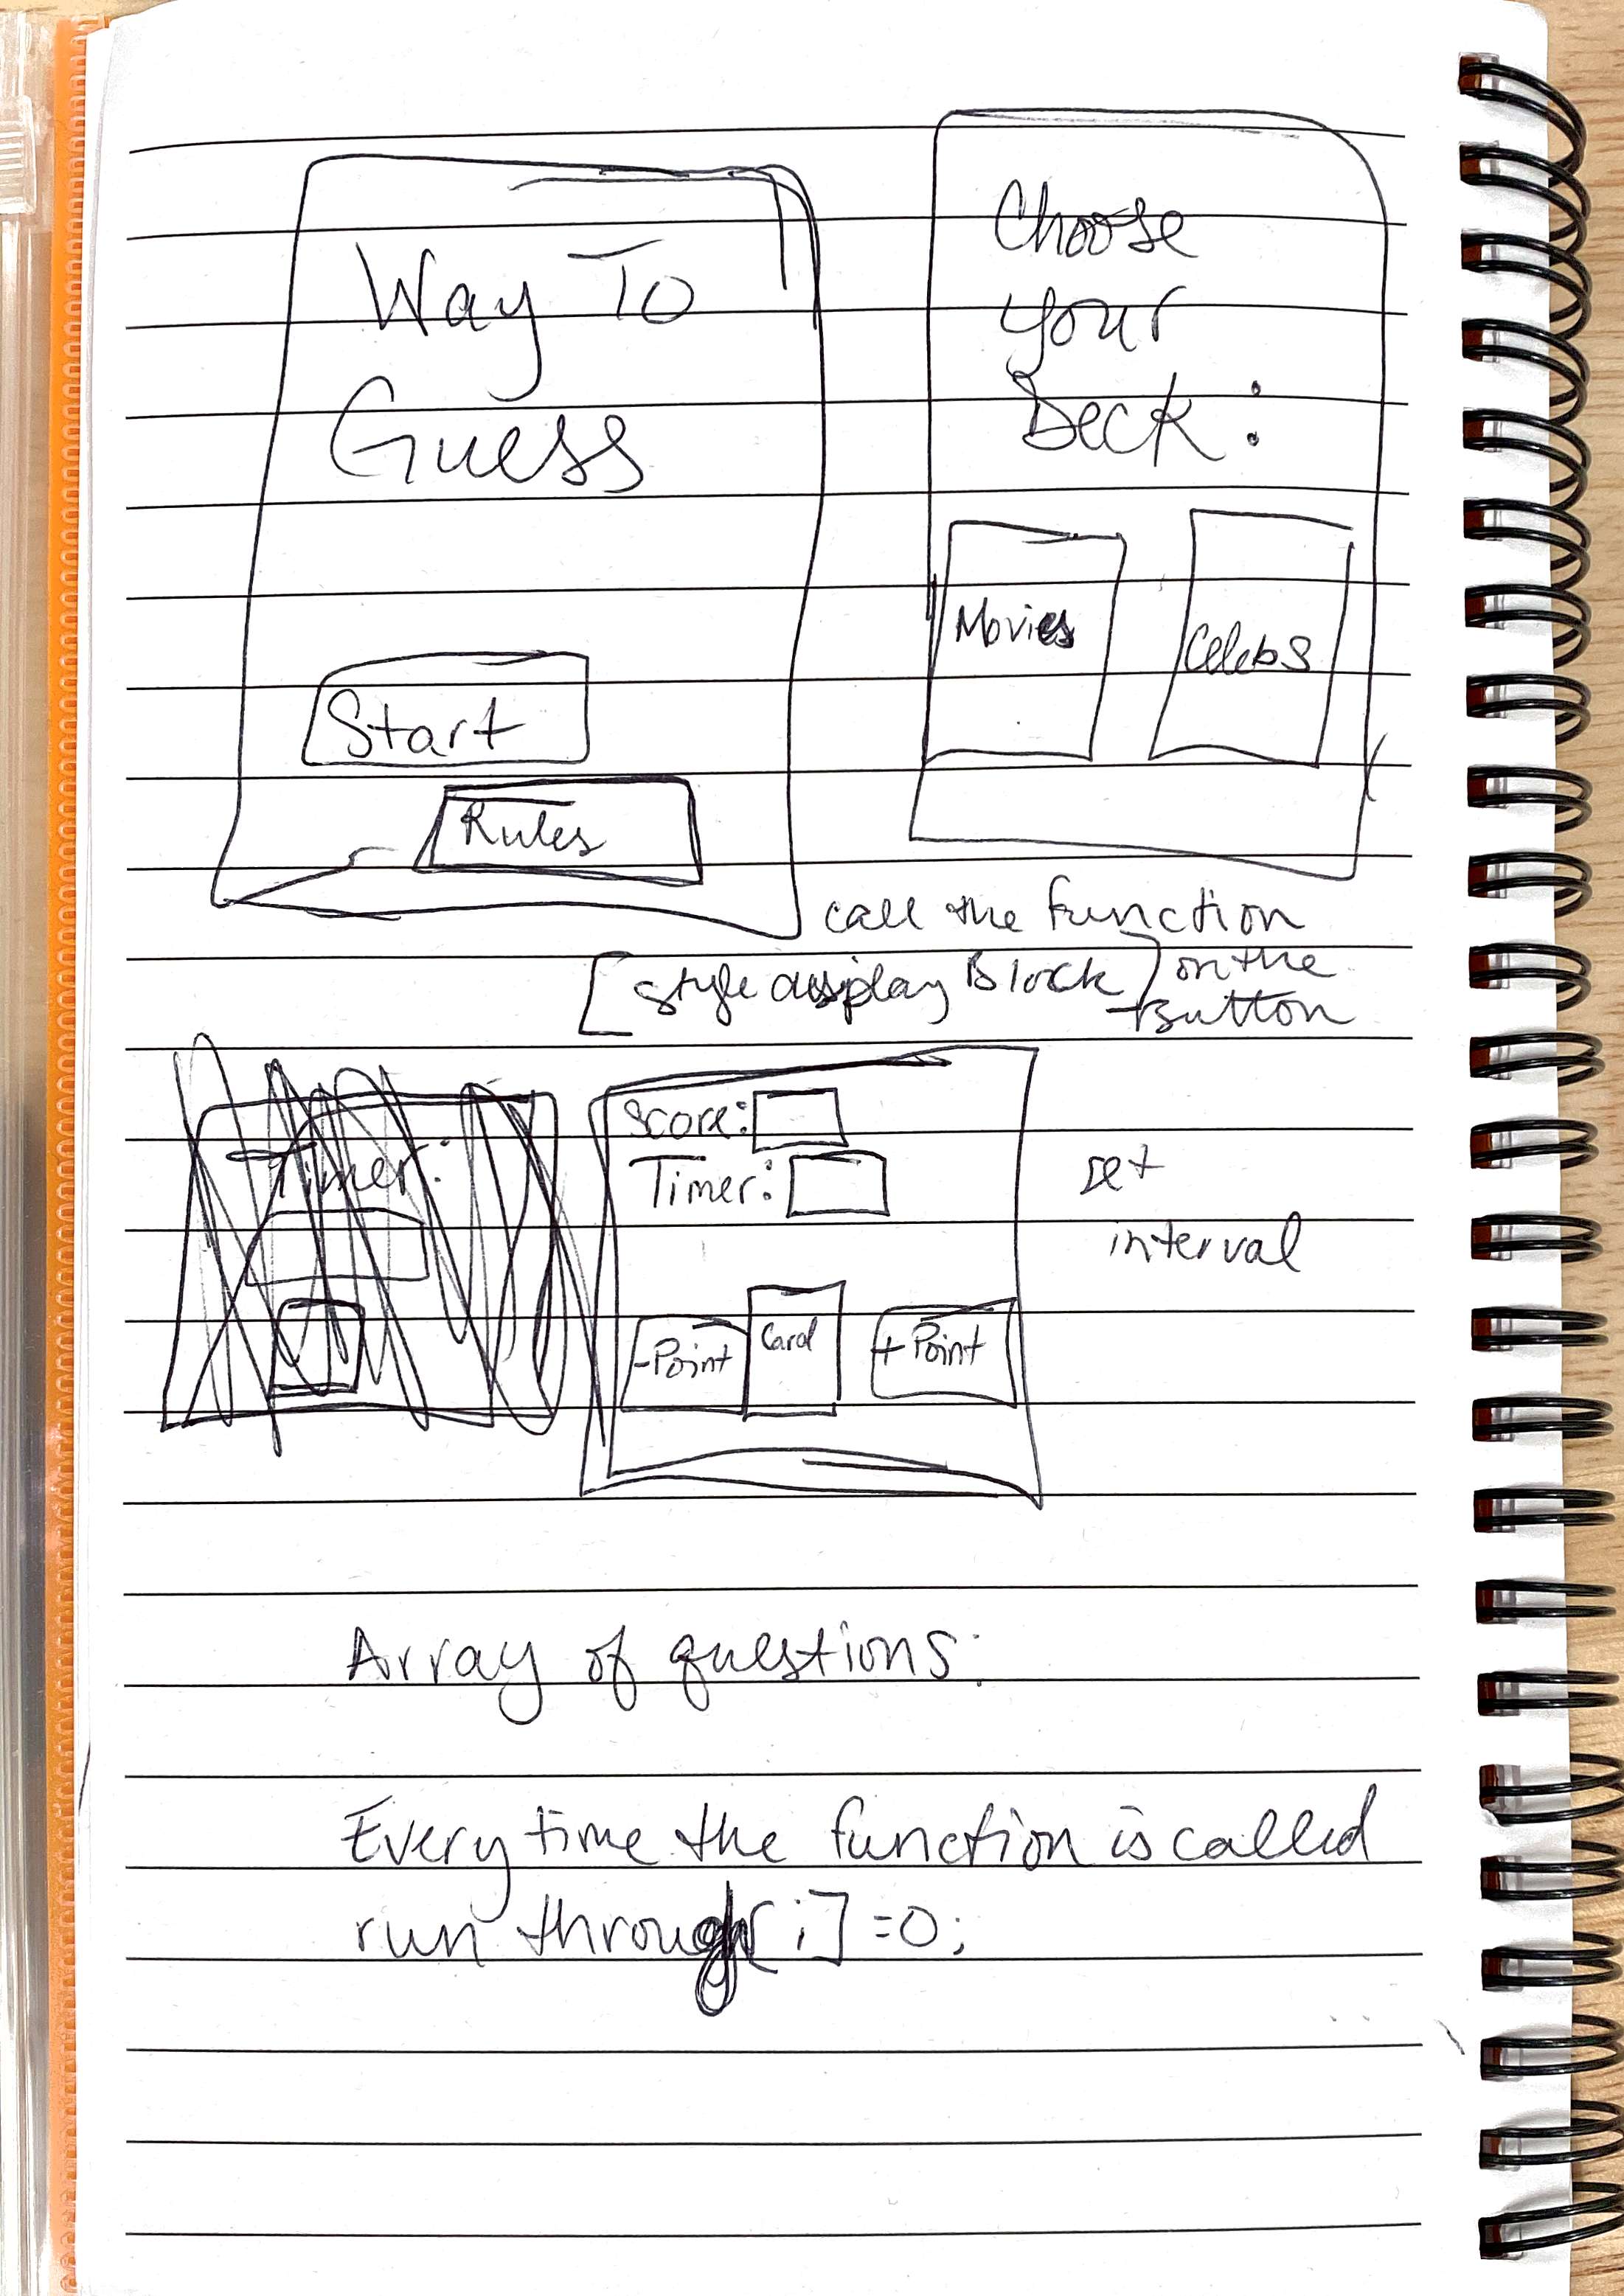 Way To
Guess
Start
Rules
Choose
your
Deck:
Movies
Celebs
call the function
[style display Block] on the
Button
Timer:
Score:
Timer:
-Point
Card
+Point
set
interval
Array of questions:
Every time the function is called
run through[i]=0;